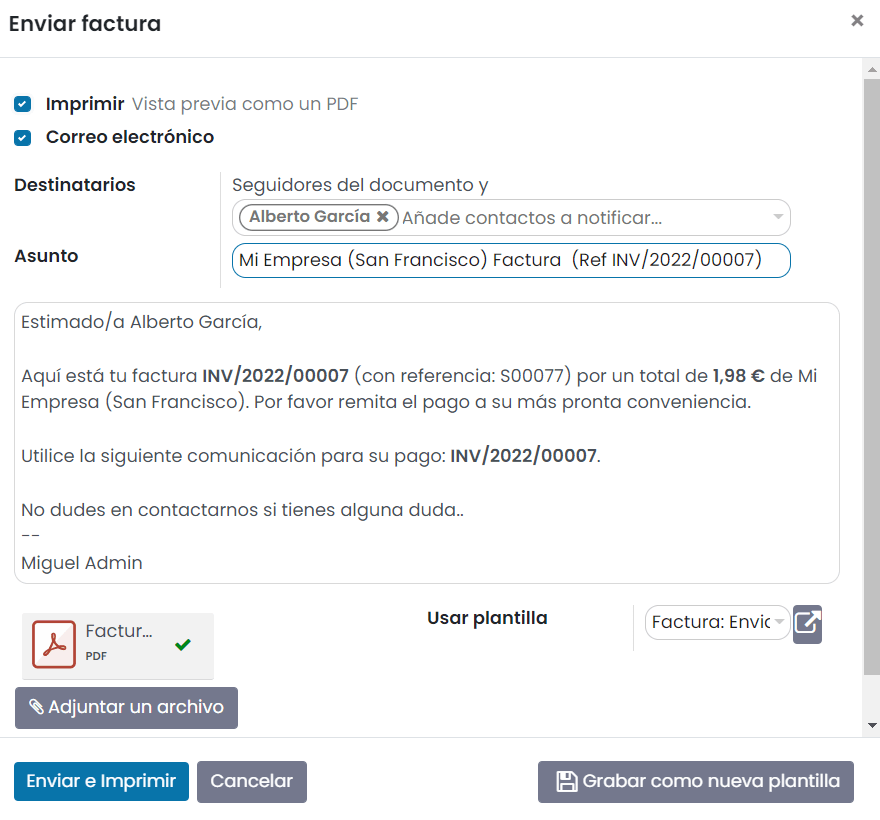 Enviar factura
Imprimir Vista previa como un PDF
Correo electrónico
Destinatarios
Seguidores del documento y
Alberto García Añade contactos a notificar...
Asunto
Mi Empresa (San Francisco) Factura (Ref INV/2022/00007)
Estimado/a Alberto García,
Aquí está tu factura INV/2022/00007 (con referencia: S00077) por un total de 1,98 € de Mi
Empresa (San Francisco). Por favor remita el pago a su más pronta conveniencia.
Utilice la siguiente comunicación para su pago: INV/2022/00007.
No dudes en contactarnos si tienes alguna duda..
--
Miguel Admin
Factur...
PDF
Usar plantilla
Factura: Envic
Adjuntar un archivo
Enviar e Imprimir
Cancelar
Grabar como nueva plantilla